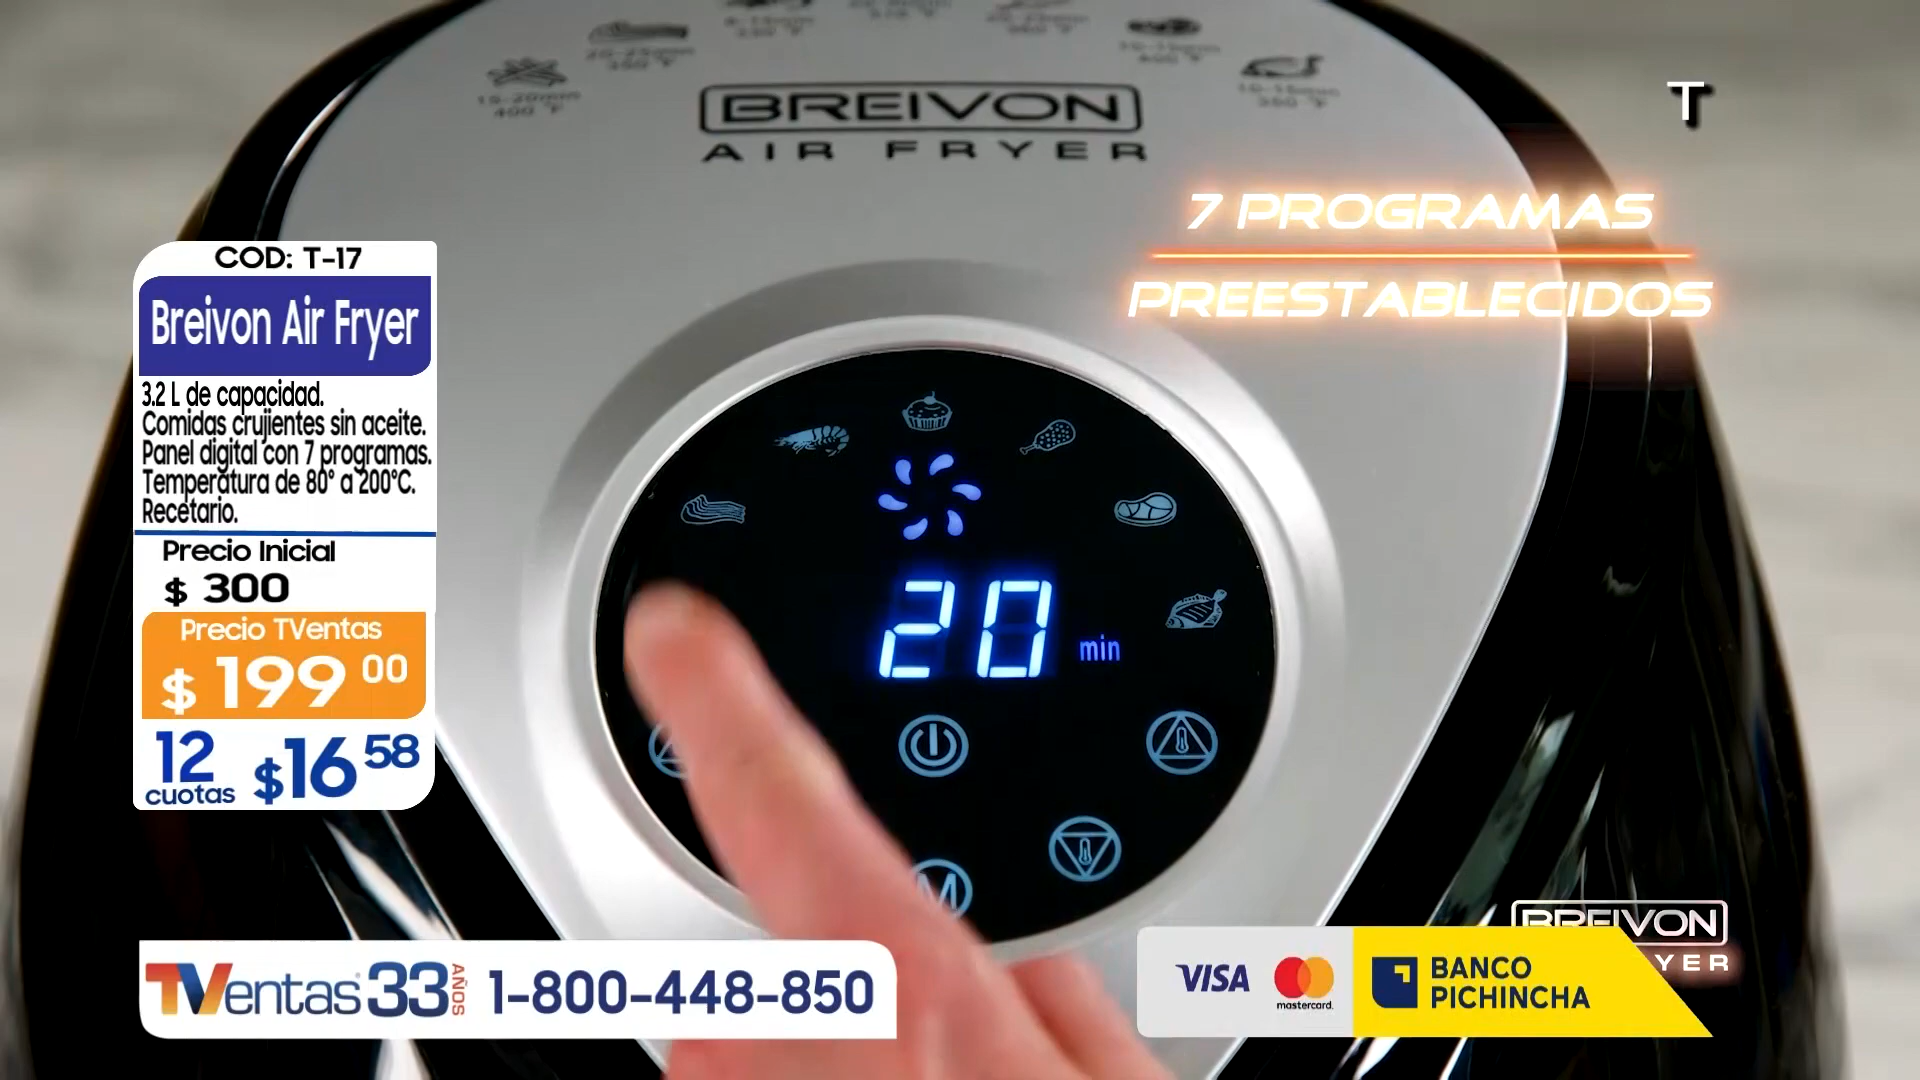 BREIVON
AIR FRYER
T
7 PROGRAMAS
PREESTABLECIDOS
COD: T-17
Breivon Air Fryer
3.2 L de capacidad.
Comidas crujientes sin aceite.
Panel digital con 7 programas.
Temperatura de 80° a 200°C.
Recetario.
Precio Inicial
$ 300
Precio TVentas
$ 199 00
12 cuotas $16 58
20 min
M
BREIVON
YER
TVentas 33 AÑOS 1-800-448-850
VISA mastercard. BANCO PICHINCHA